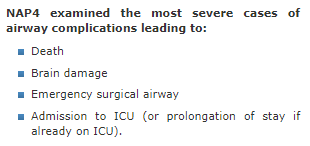 NAP4 examined the most severe cases of
airway complications leading to:
Death
Brain damage
Emergency surgical airway
Admission to ICU (or prolongation of stay if
already on ICU).